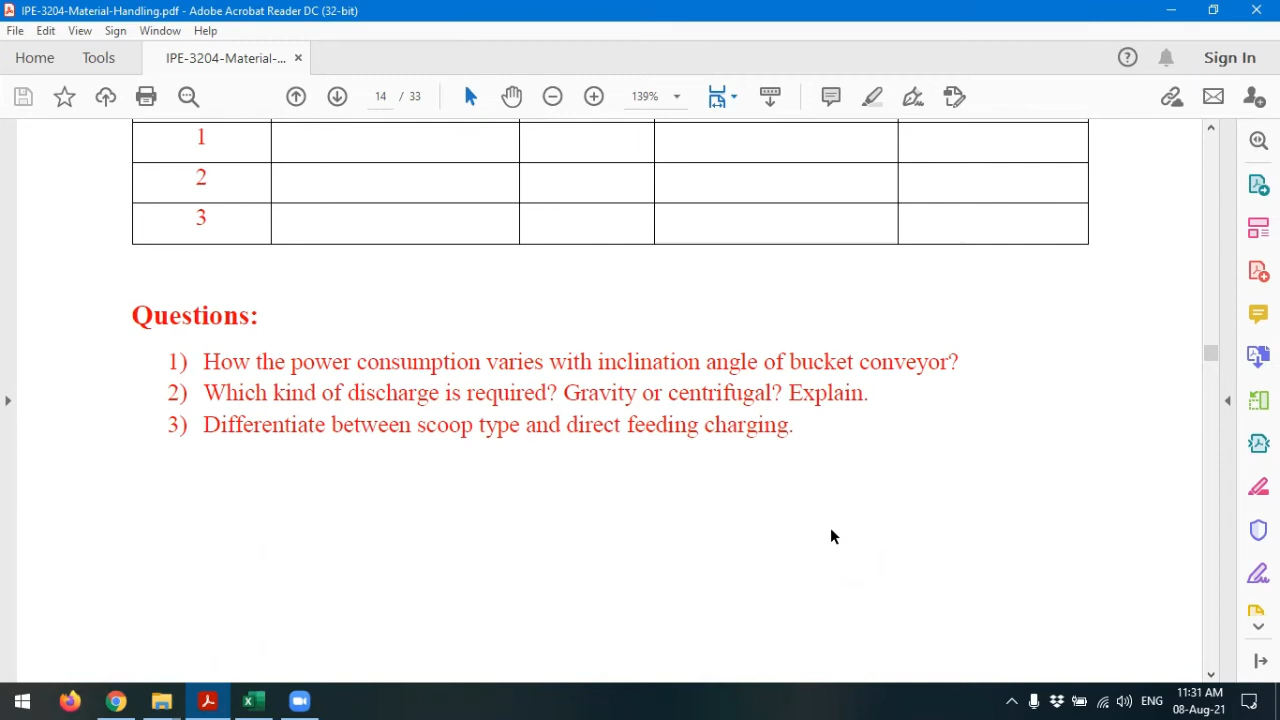 IPE-3204-Material-Handling.pdf - Adobe Acrobat Reader DC (32-bit)
File Edit View Sign Window Help
Home Tools IPE-3204-Material-... × Sign In
14 / 33 139%
1
2
3
Questions:
1) How the power consumption varies with inclination angle of bucket conveyor?
2) Which kind of discharge is required? Gravity or centrifugal? Explain.
3) Differentiate between scoop type and direct feeding charging.
ENG
11:31 AM
08-Aug-21